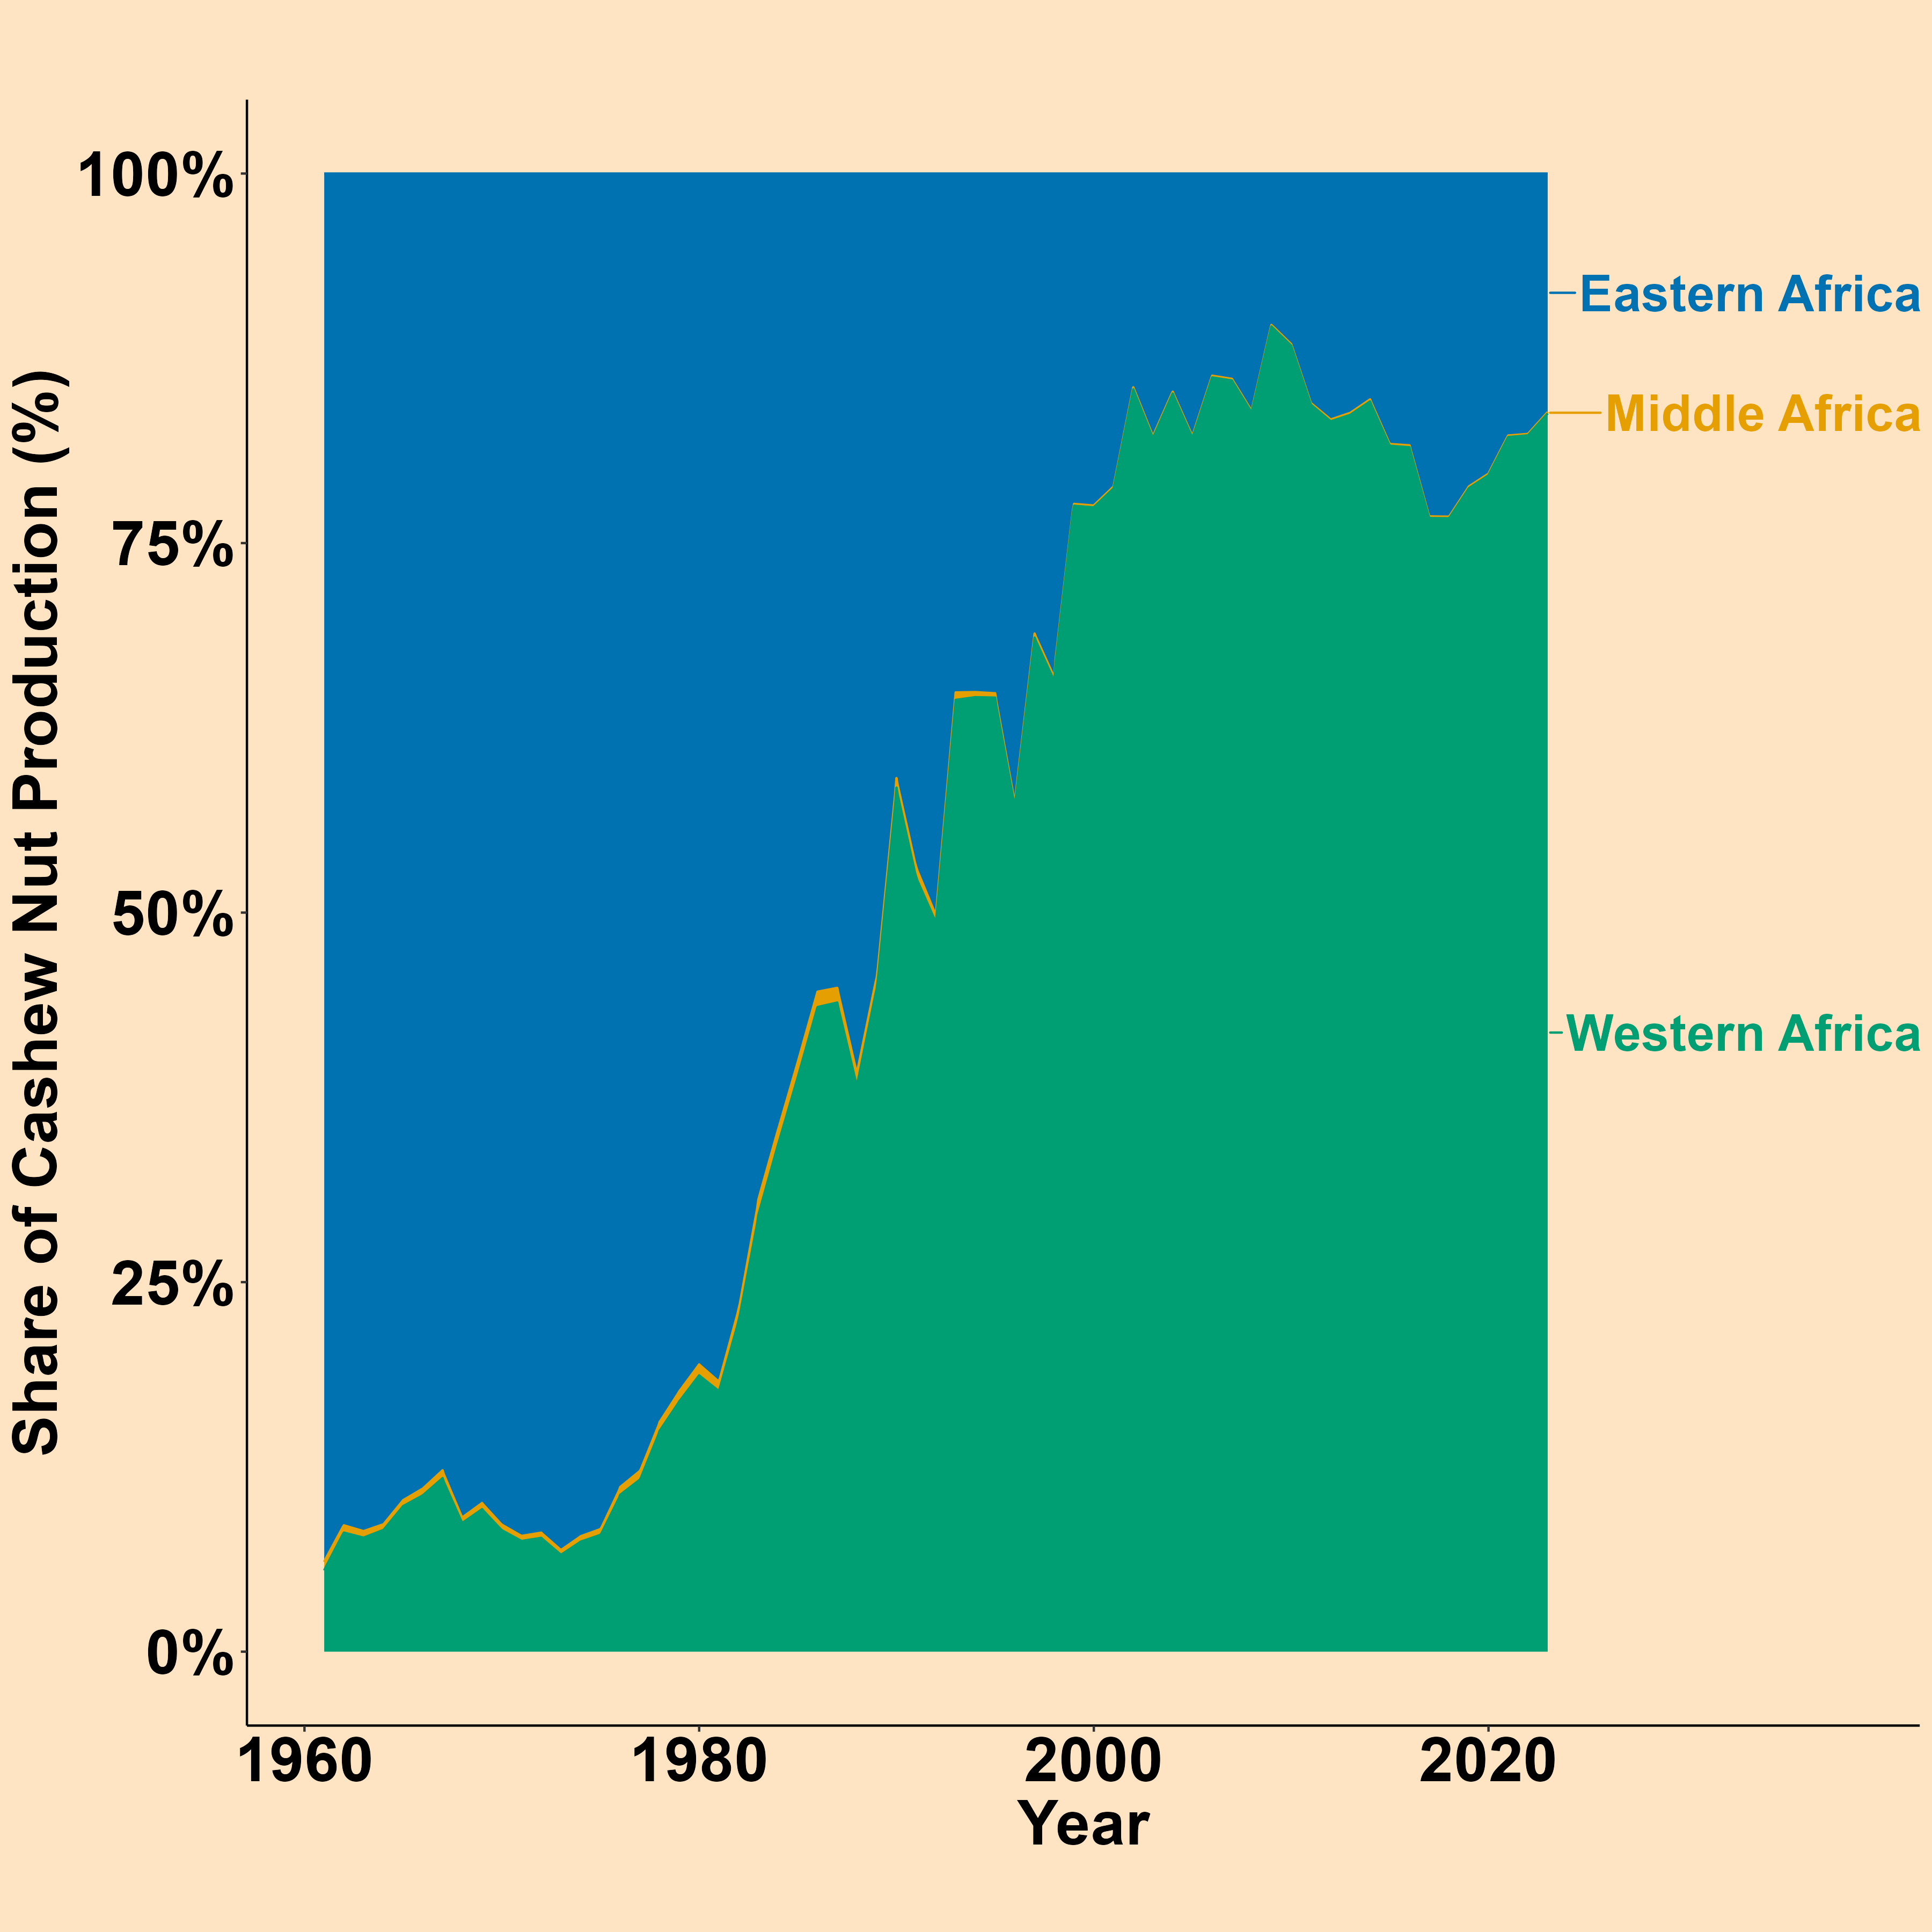 Share of Cashew Nut Production (%)
100%
75%
50%
25%
0%
1960
1980
2000
2020
Year
Eastern Africa
Middle Africa
Western Africa